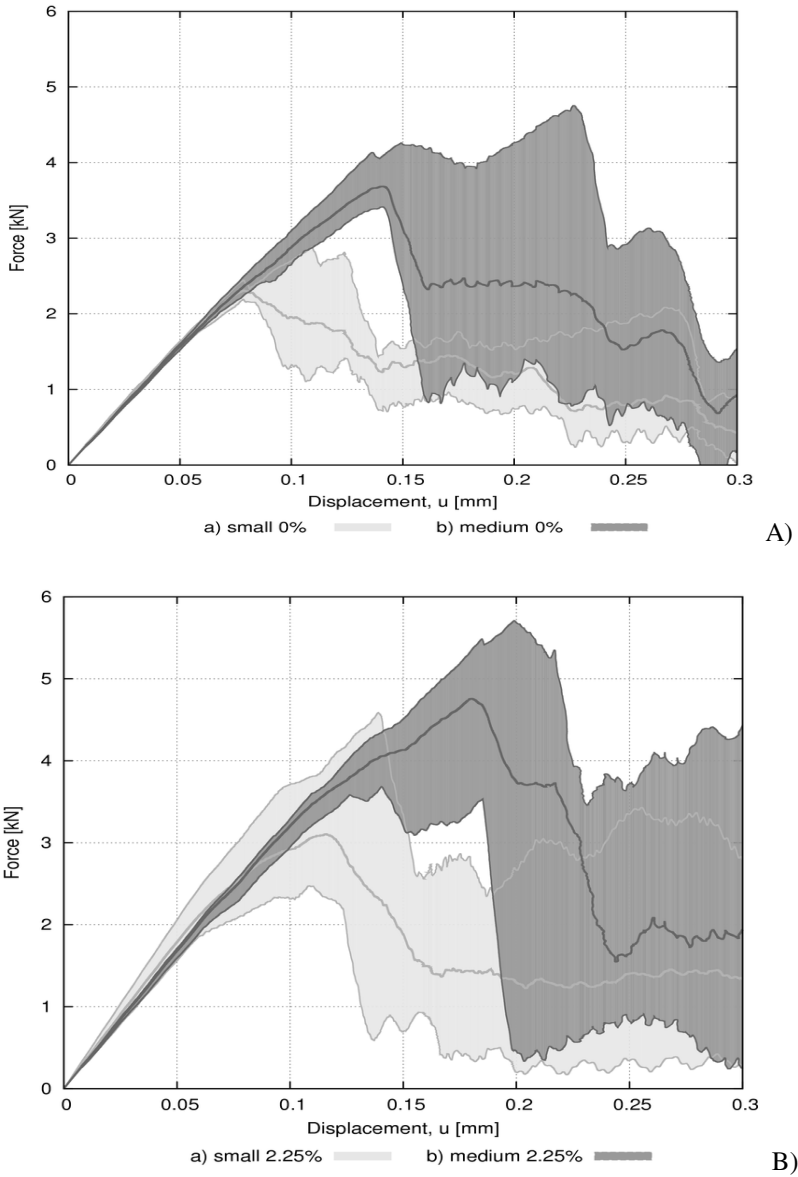 6
5
4
3
2
1
0
Force [kN]
0 0.05 0.1 0.15 0.2 0.25 0.3
Displacement, u [mm]
a) small 0% b) medium 0%
A)
6
5
4
3
2
1
0
Force [kN]
0 0.05 0.1 0.15 0.2 0.25 0.3
Displacement, u [mm]
a) small 2.25% b) medium 2.25%
B)